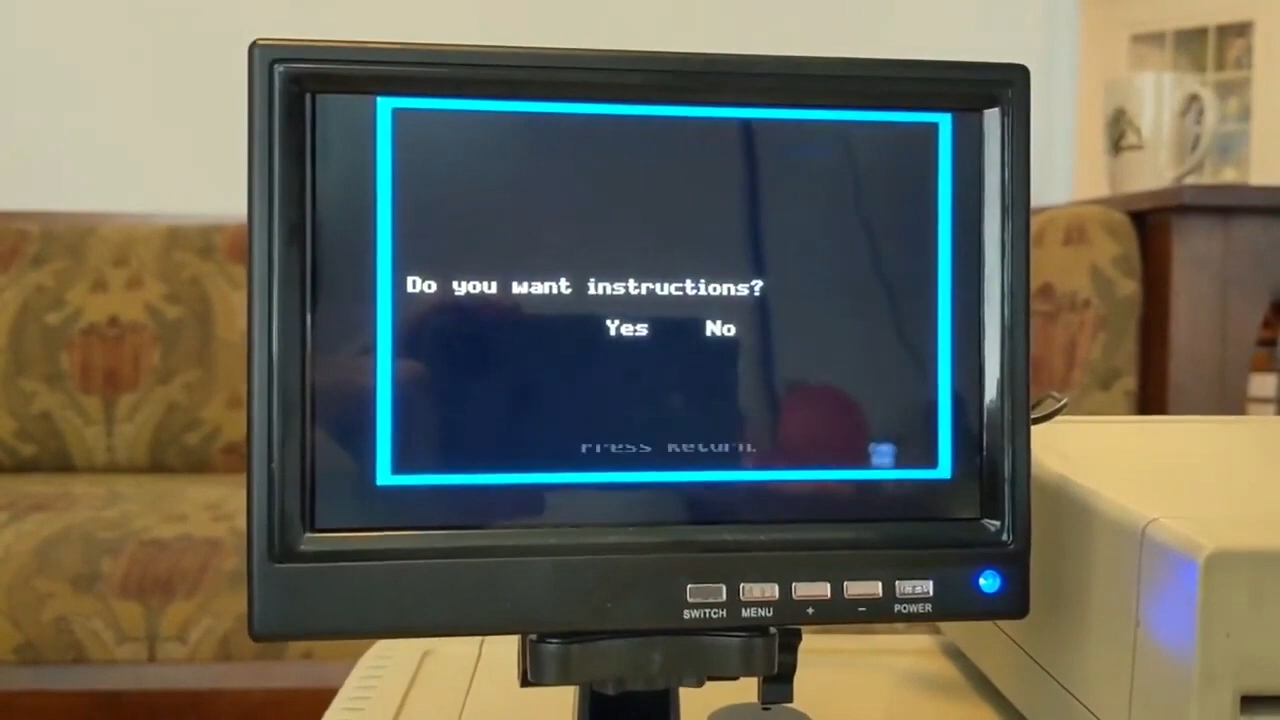 Do you want instructions?
Yes No
Press Return.
SWITCH MENU + − POWER